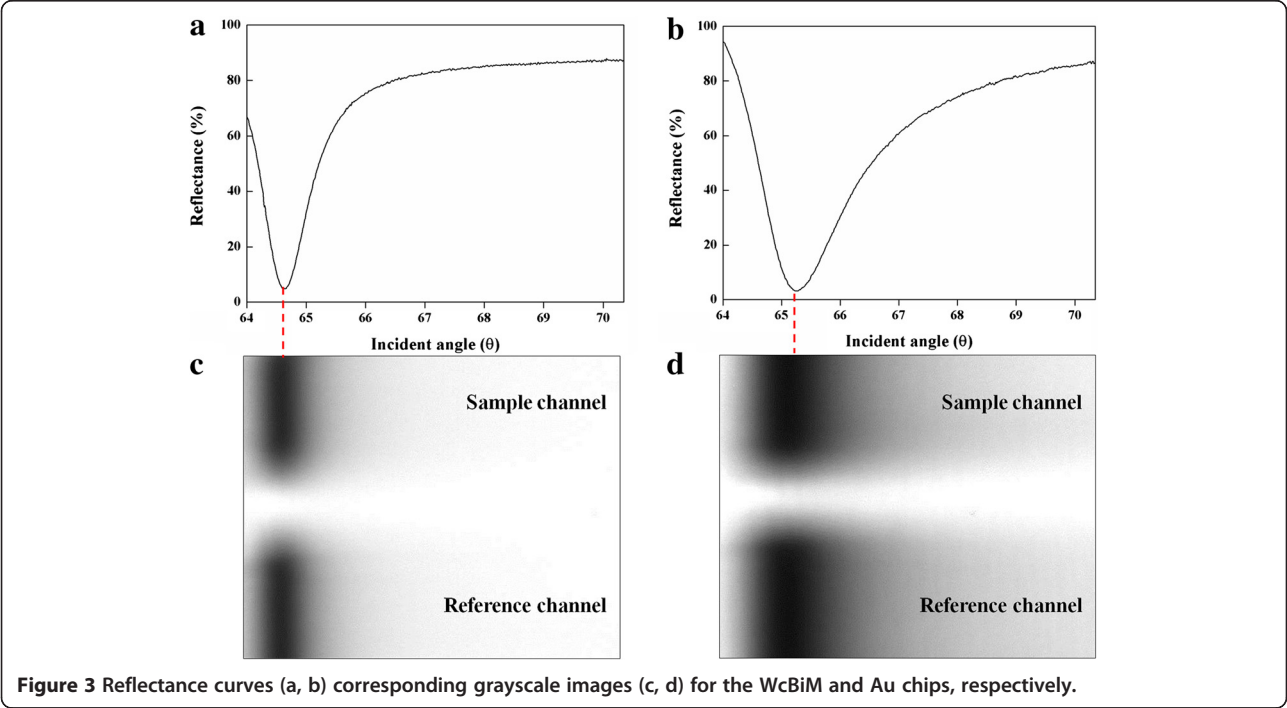 a
100
80
60
40
20
0
Reflectance (%)
64 65 66 67 68 69 70
Incident angle (θ)
b
100
80
60
40
20
0
Reflectance (%)
64 65 66 67 68 69 70
Incident angle (θ)
c
Sample channel
Reference channel
d
Sample channel
Reference channel
Figure 3 Reflectance curves (a, b) corresponding grayscale images (c, d) for the WcBiM and Au chips, respectively.